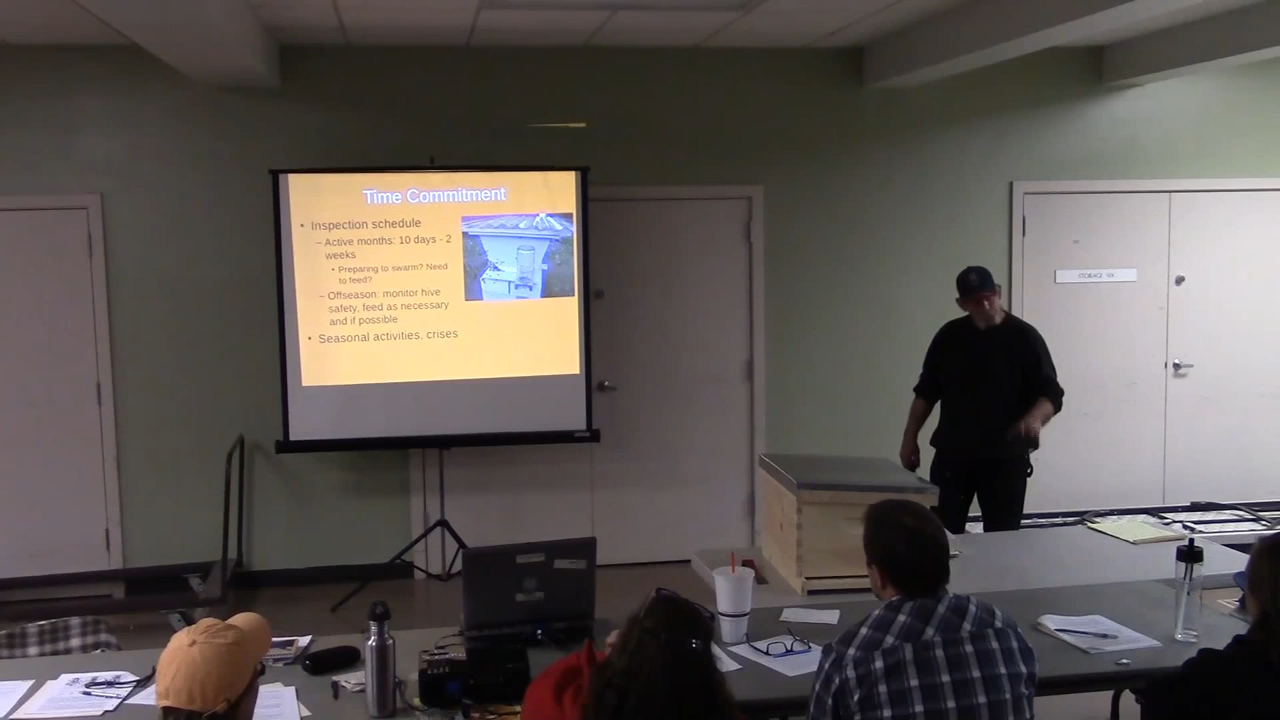 Time Commitment
• Inspection schedule
– Active months: 10 days - 2
weeks
• Preparing to swarm? Need
to feed?
– Offseason: monitor hive
safety, feed as necessary
and if possible
• Seasonal activities, crises
STORAGE